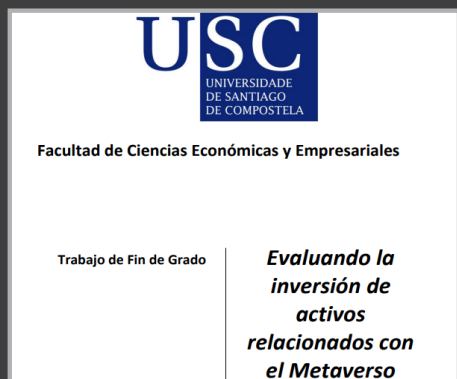 USC
UNIVERSIDADE
DE SANTIAGO
DE COMPOSTELA
Facultad de Ciencias Económicas y Empresariales
Trabajo de Fin de Grado
Evaluando la
inversión de
activos
relacionados con
el Metaverso